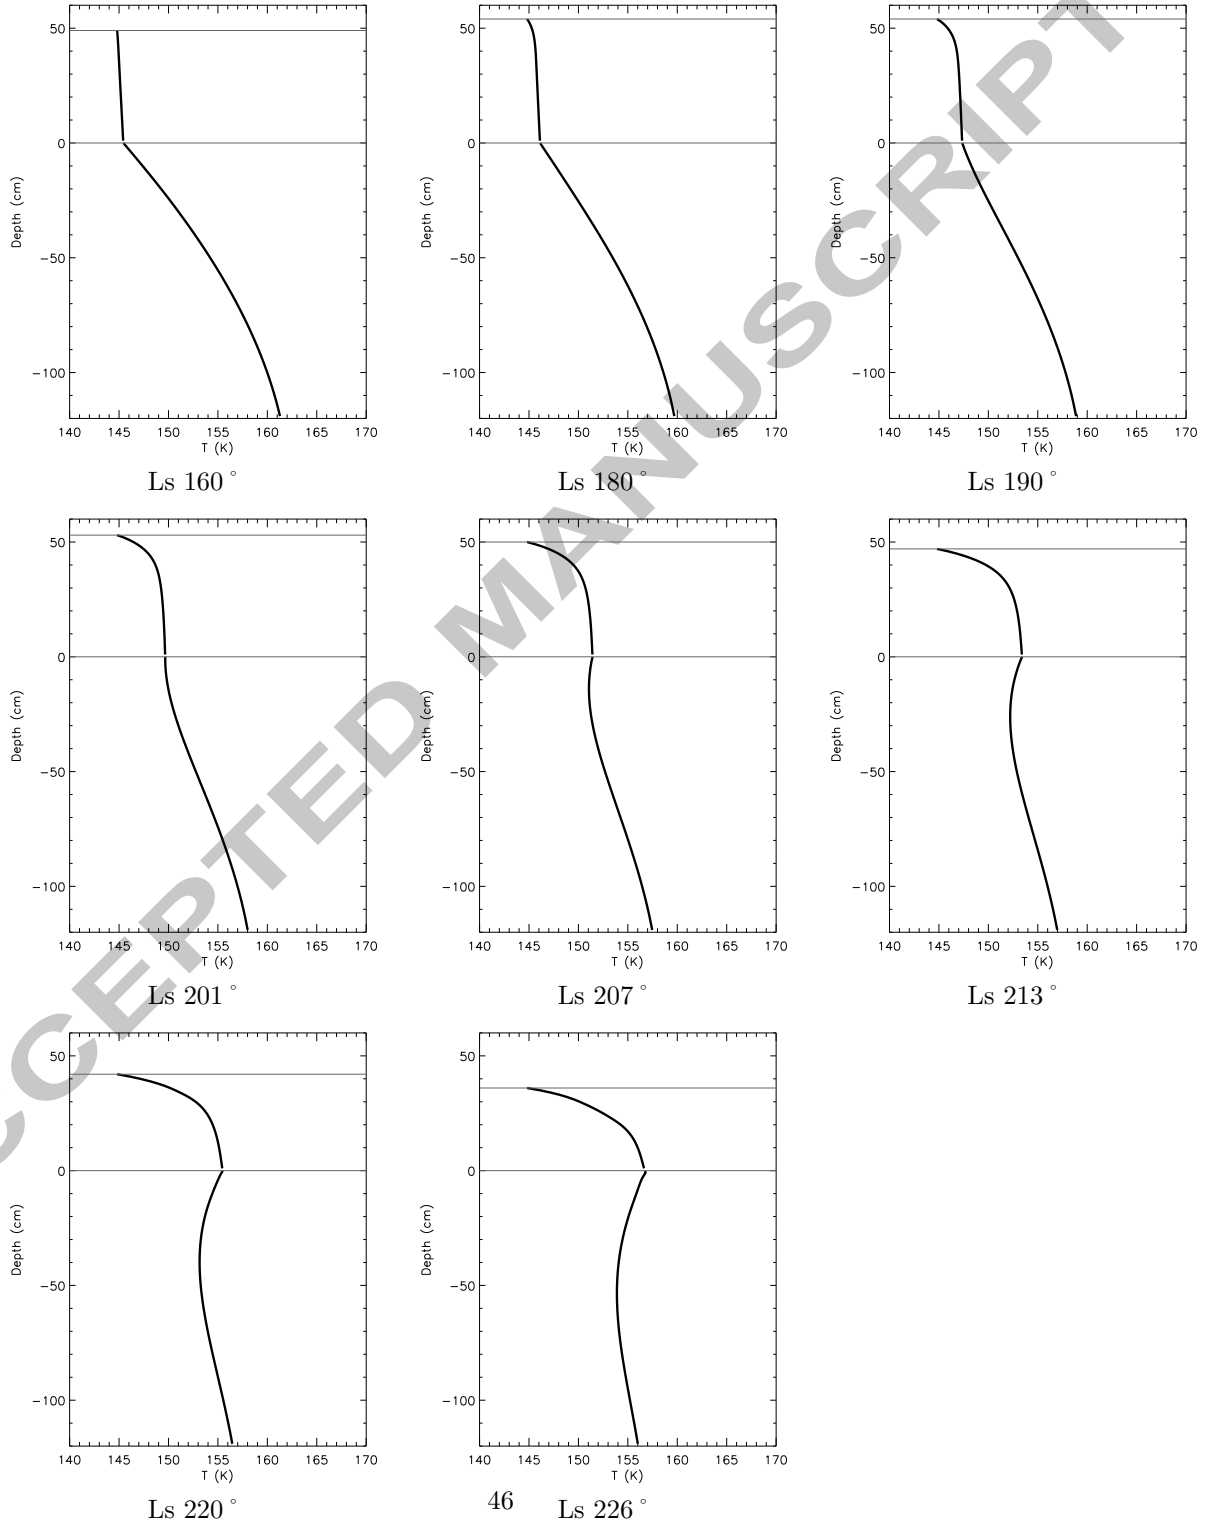 50
0
−50
−100
Depth (cm)
140 145 150 155 160 165 170
T (K)
Ls 160°
50
0
−50
−100
Depth (cm)
140 145 150 155 160 165 170
T (K)
Ls 180°
50
0
−50
−100
Depth (cm)
140 145 150 155 160 165 170
T (K)
Ls 190°
50
0
−50
−100
Depth (cm)
140 145 150 155 160 165 170
T (K)
Ls 201°
50
0
−50
−100
Depth (cm)
140 145 150 155 160 165 170
T (K)
Ls 207°
50
0
−50
−100
Depth (cm)
140 145 150 155 160 165 170
T (K)
Ls 213°
50
0
−50
−100
Depth (cm)
140 145 150 155 160 165 170
T (K)
Ls 220°
50
0
−50
−100
Depth (cm)
140 145 150 155 160 165 170
T (K)
Ls 226°
46
CCEPTED MANUSCRIPT